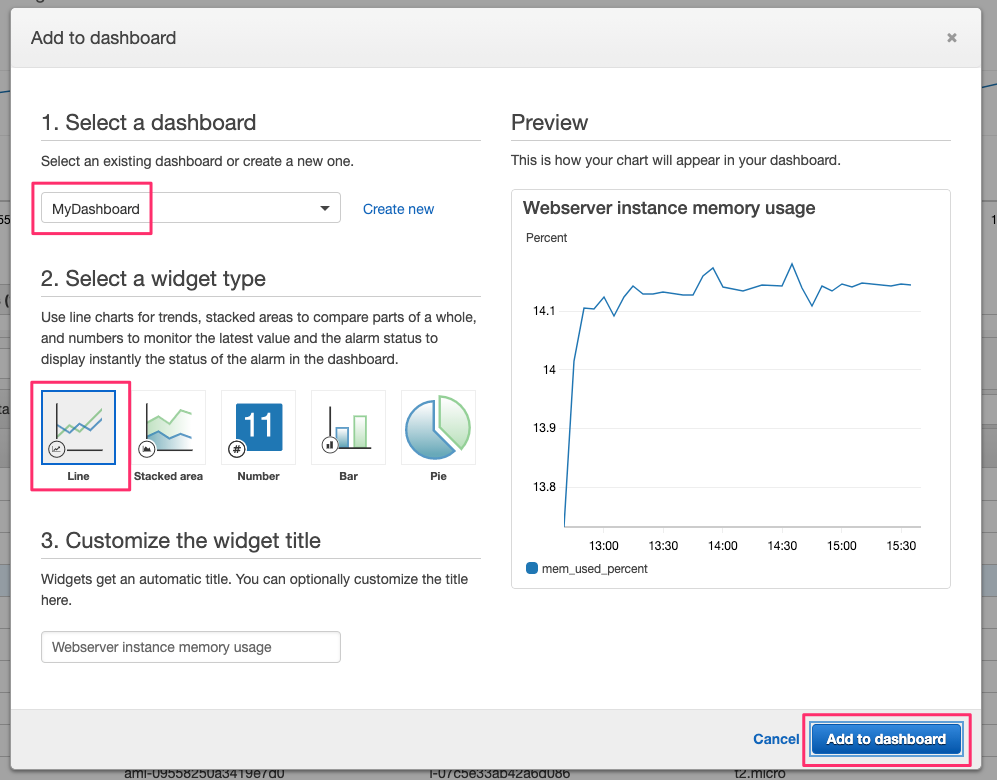 Add to dashboard
×
1. Select a dashboard
Select an existing dashboard or create a new one.
MyDashboard
Create new
2. Select a widget type
Use line charts for trends, stacked areas to compare parts of a whole,
and numbers to monitor the latest value and the alarm status to
display instantly the status of the alarm in the dashboard.
11
#
Line
Stacked area
Number
Bar
Pie
3. Customize the widget title
Widgets get an automatic title. You can optionally customize the title
here.
Webserver instance memory usage
Preview
This is how your chart will appear in your dashboard.
Webserver instance memory usage
Percent
14.1
14
13.9
13.8
13:00
13:30
14:00
14:30
15:00
15:30
mem_used_percent
Cancel
Add to dashboard
ami-09558250a3419e7d0
i-07c5e33ab42a6d086
t2.micro